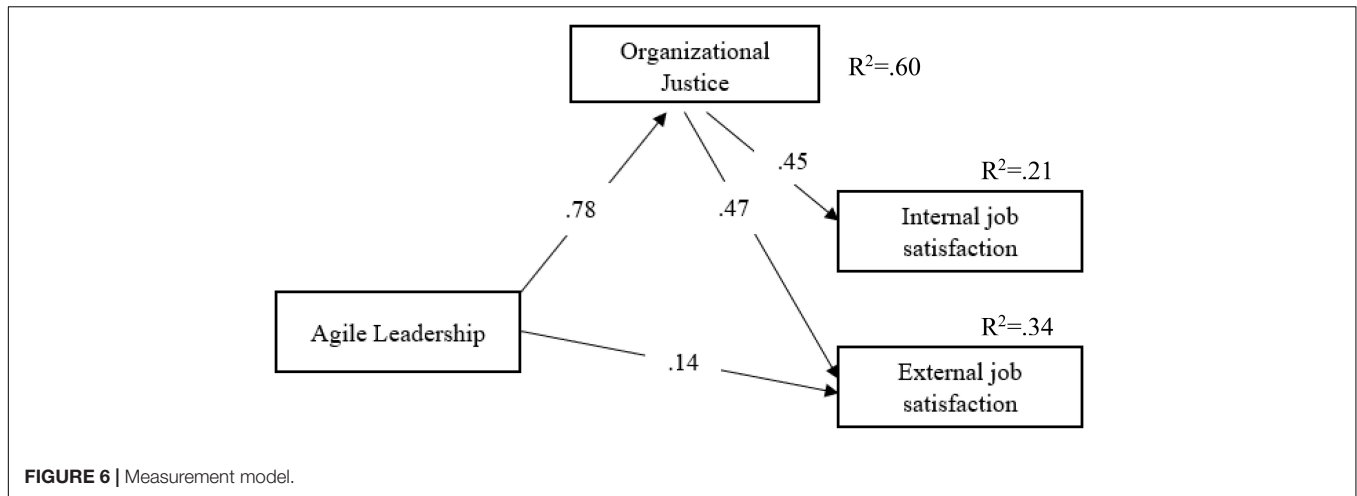 Organizational
Justice
R²=.60
.45
R²=.21
.78
.47
Internal job
satisfaction
R²=.34
Agile Leadership
.14
External job
satisfaction
FIGURE 6 | Measurement model.